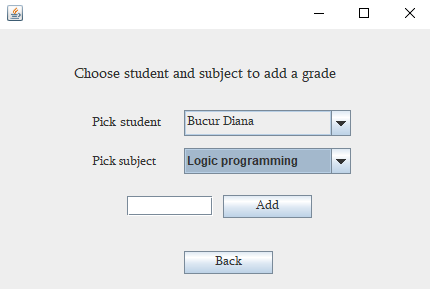 Choose student and subject to add a grade
Pick student Bucur Diana
Pick subject Logic programming
Add
Back